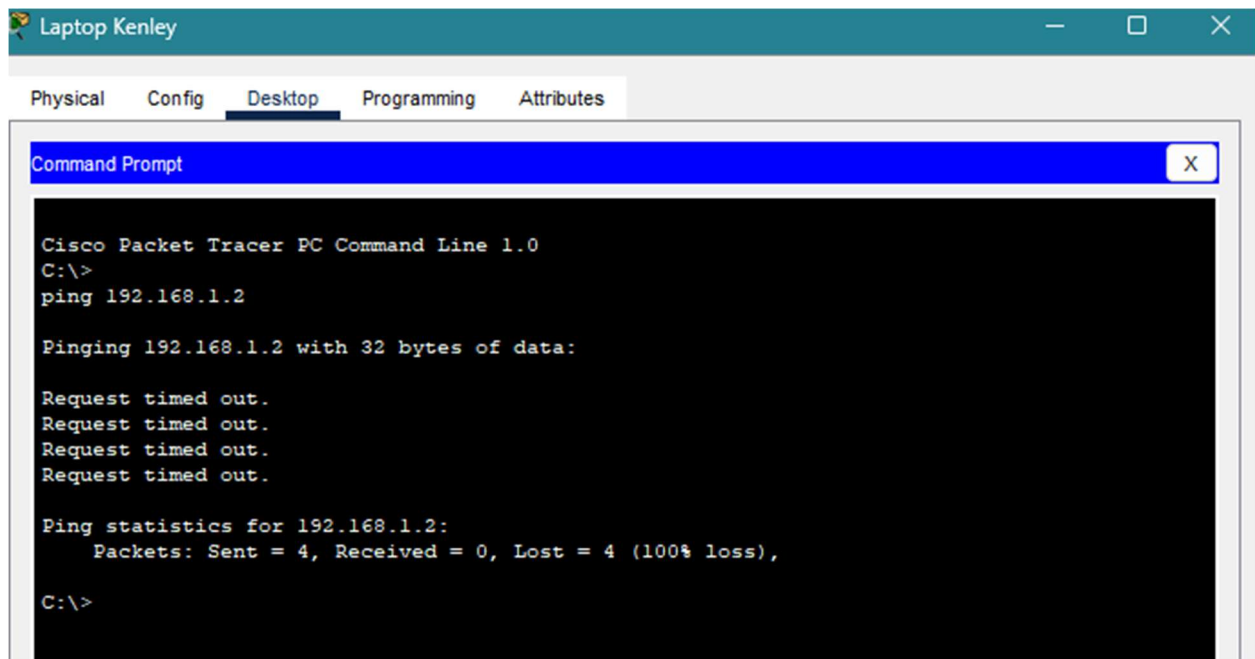 Laptop Kenley
Physical Config Desktop Programming Attributes
Command Prompt
X
Cisco Packet Tracer PC Command Line 1.0
C:\>
ping 192.168.1.2
Pinging 192.168.1.2 with 32 bytes of data:
Request timed out.
Request timed out.
Request timed out.
Request timed out.
Ping statistics for 192.168.1.2:
Packets: Sent = 4, Received = 0, Lost = 4 (100% loss),
C:\>